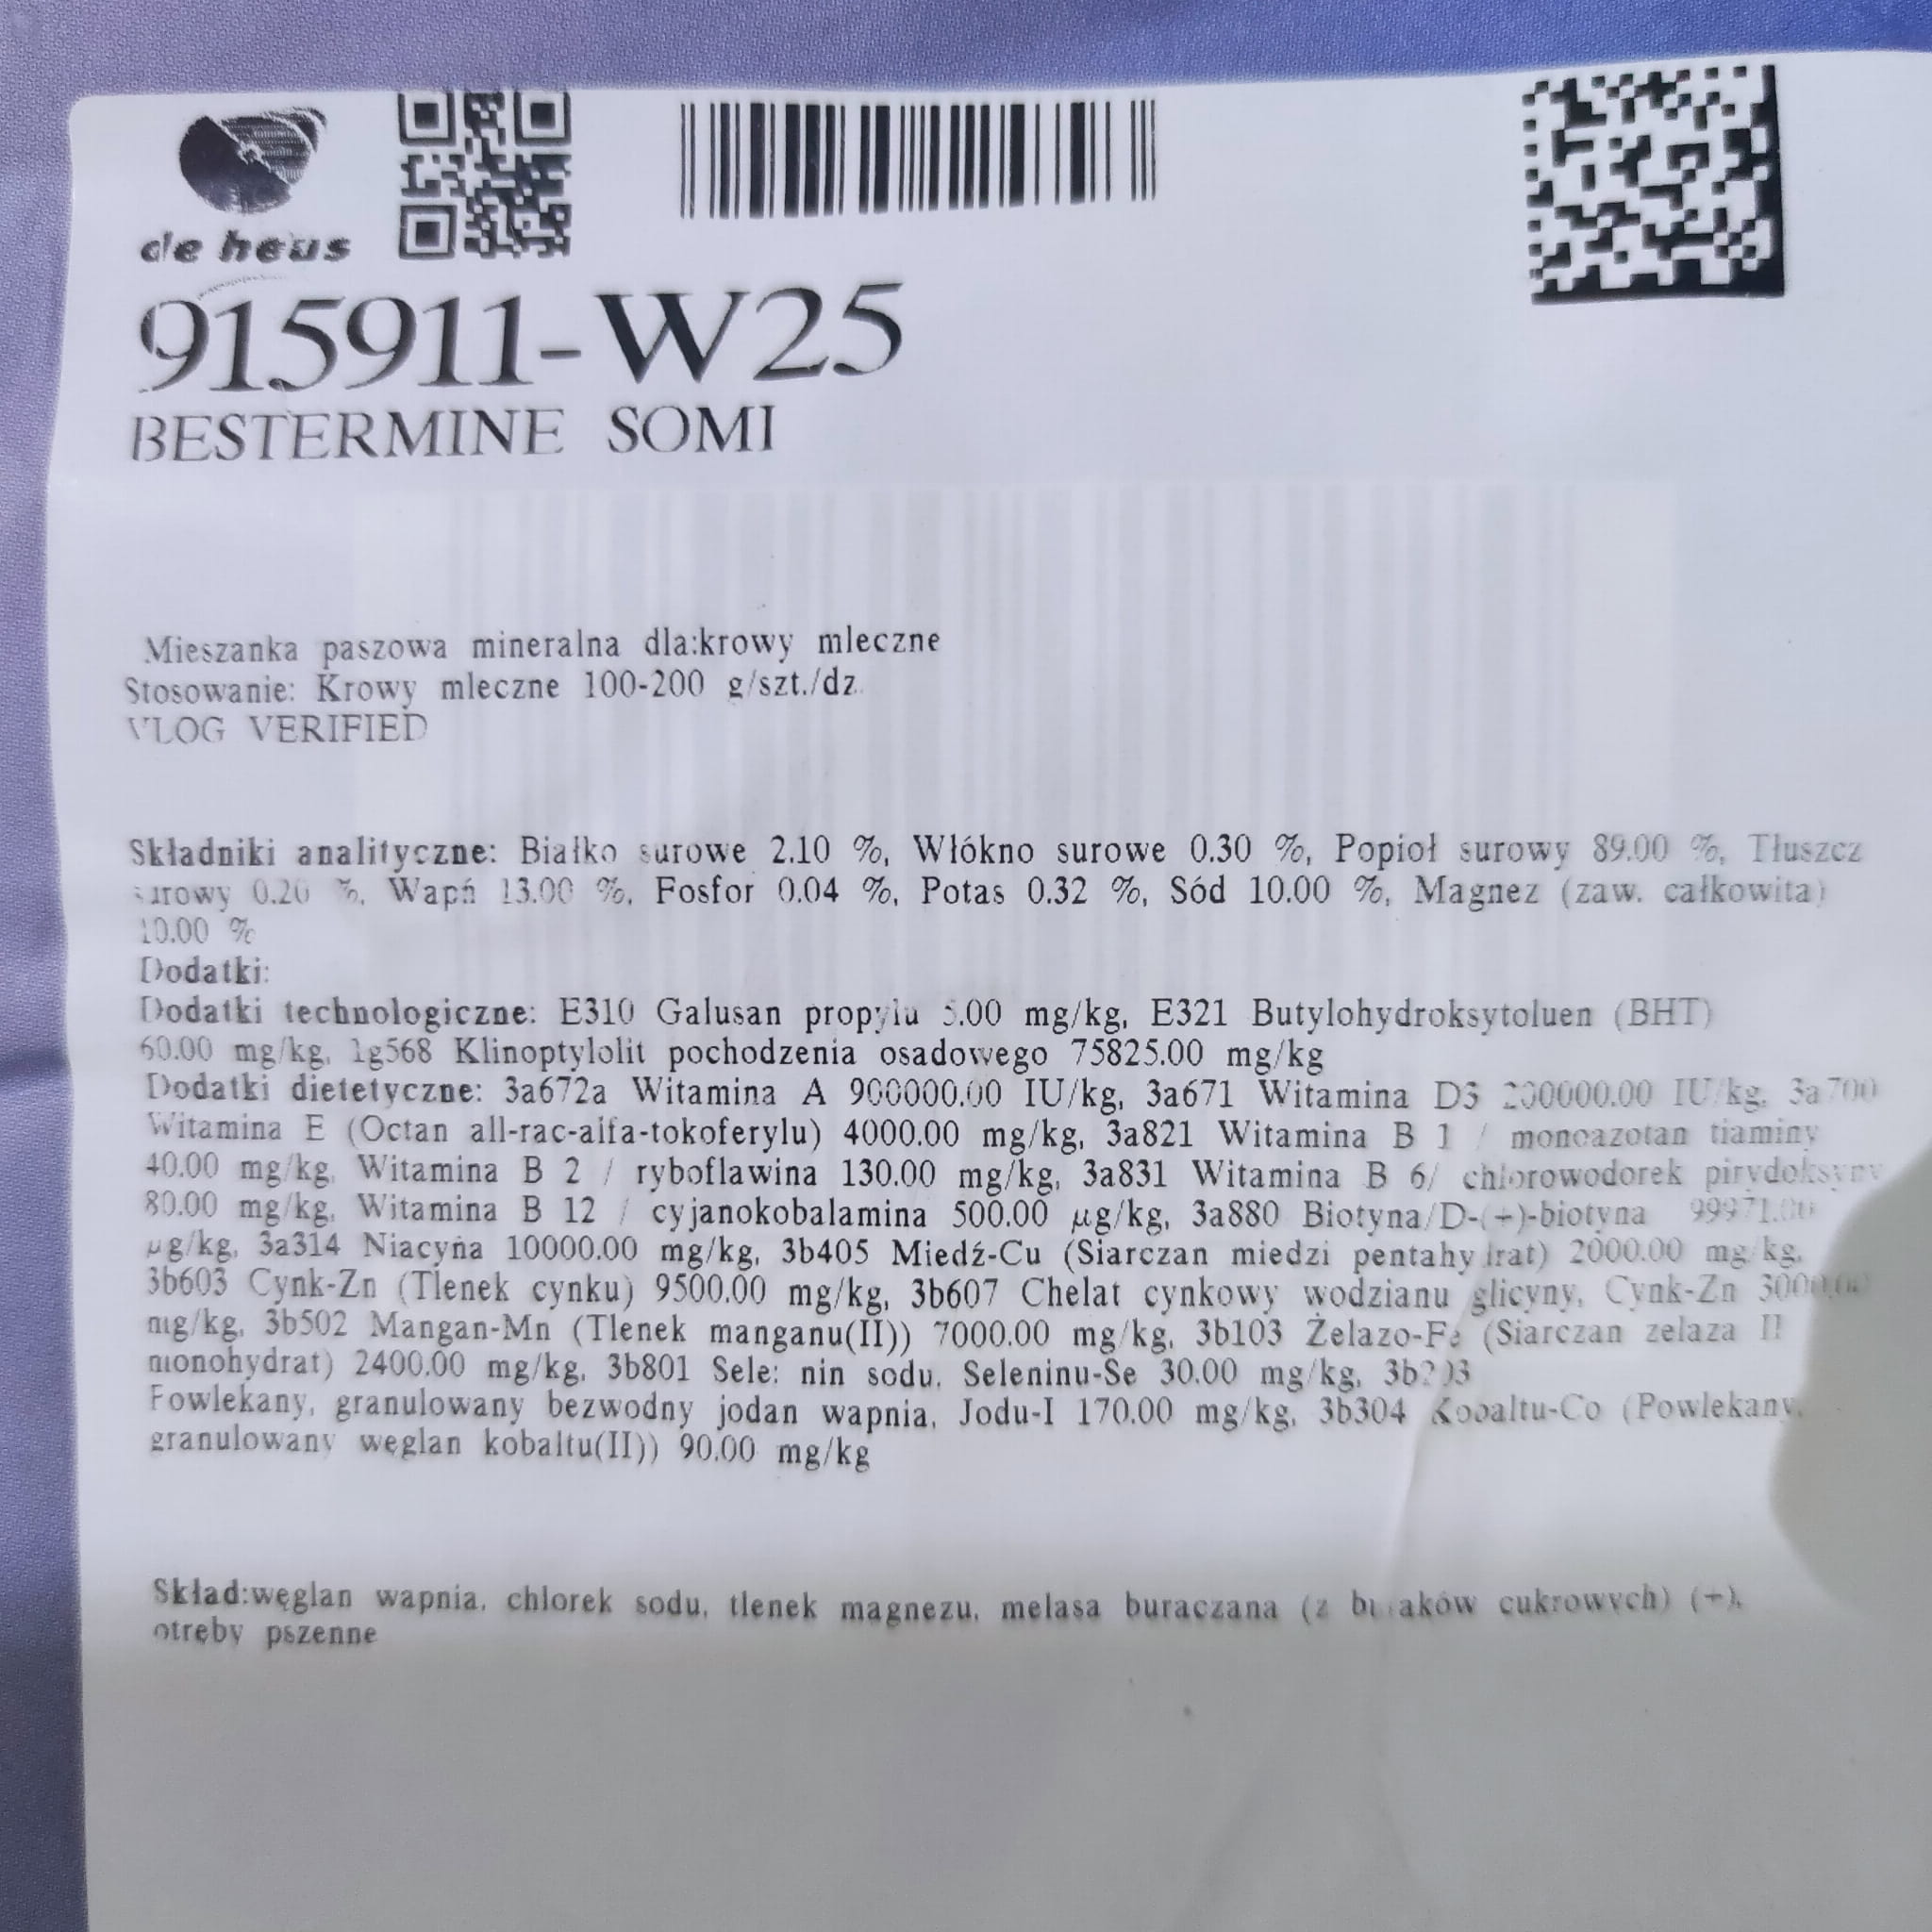 de heus
915911-W25
BESTERMINE SOMI
Mieszanka paszowa mineralna dla:krowy mleczne
Stosowanie: Krowy mleczne 100-200 g/szt./dz.
VLOG VERIFIED
Składniki analityczne: Białko surowe 2.10 %, Włókno surowe 0.30 %, Popiół surowy 89.00 %, Tłuszcz
surowy 0.20 %, Wapń 13.00 %, Fosfor 0.04 %, Potas 0.32 %, Sód 10.00 %, Magnez (zaw. całkowita)
10.00 %
Dodatki:
Dodatki technologiczne: E310 Galusan propylu 5.00 mg/kg, E321 Butylohydroksytoluen (BHT)
60.00 mg/kg, 1g568 Klinoptylolit pochodzenia osadowego 75825.00 mg/kg
Dodatki dietetyczne: 3a672a Witamina A 900000.00 IU/kg, 3a671 Witamina D3 200000.00 IU/kg, 3a700
Witamina E (Octan all-rac-alfa-tokoferylu) 4000.00 mg/kg, 3a821 Witamina B 1 / monoazotan tiaminy
40.00 mg/kg, Witamina B 2 / ryboflawina 130.00 mg/kg, 3a831 Witamina B 6/ chlorowodorek pirydoksyny
80.00 mg/kg, Witamina B 12 / cyjanokobalamina 500.00 µg/kg, 3a880 Biotyna/D-(+)-biotyna 99971.00
µg/kg, 3a314 Niacyna 10000.00 mg/kg, 3b405 Miedź-Cu (Siarczan miedzi pentahydrat) 2000.00 mg/kg,
3b603 Cynk-Zn (Tlenek cynku) 9500.00 mg/kg, 3b607 Chelat cynkowy wodzianu glicyny, Cynk-Zn 3000.00
mg/kg, 3b502 Mangan-Mn (Tlenek manganu(II)) 7000.00 mg/kg, 3b103 Żelazo-Fe (Siarczan żelaza II
monohydrat) 2400.00 mg/kg, 3b801 Selenin sodu, Seleninu-Se 30.00 mg/kg, 3b203
Powlekany, granulowany bezwodny jodan wapnia, Jodu-I 170.00 mg/kg, 3b304 Kobaltu-Co (Powlekany,
granulowany węglan kobaltu(II)) 90.00 mg/kg
Skład:węglan wapnia, chlorek sodu, tlenek magnezu, melasa buraczana (z buraków cukrowych) (+),
otręby pszenne